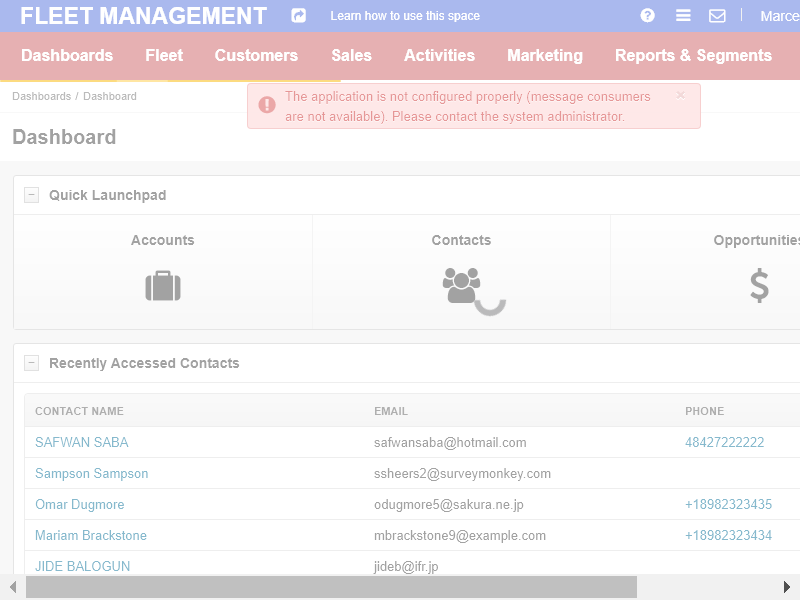 FLEET MANAGEMENT
Learn how to use this space
Marce
Dashboards Fleet Customers Sales Activities Marketing Reports & Segments
Dashboards / Dashboard
The application is not configured properly (message consumers
are not available). Please contact the system administrator.
Dashboard
Quick Launchpad
Accounts Contacts Opportunities
Recently Accessed Contacts
CONTACT NAME EMAIL PHONE
SAFWAN SABA safwansaba@hotmail.com 48427222222
Sampson Sampson ssheers2@surveymonkey.com
Omar Dugmore odugmore5@sakura.ne.jp +18982323435
Mariam Brackstone mbrackstone9@example.com +18982323434
JIDE BALOGUN jideb@ifr.jp